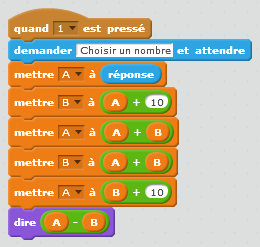 quand 1 est pressé
demander Choisir un nombre et attendre
mettre A à réponse
mettre B à A + 10
mettre A à A + B
mettre B à A + B
mettre A à B + 10
dire A - B